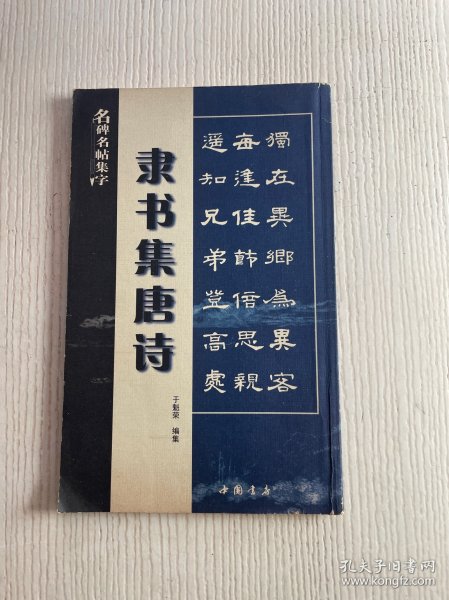 名碑名帖集字
隶书集唐诗
于魁荣 编集
獨在異鄉為異客
每逢佳節倍思親
遥知兄弟登高處
中国书店
孔夫子旧书网
www.kongfz.com